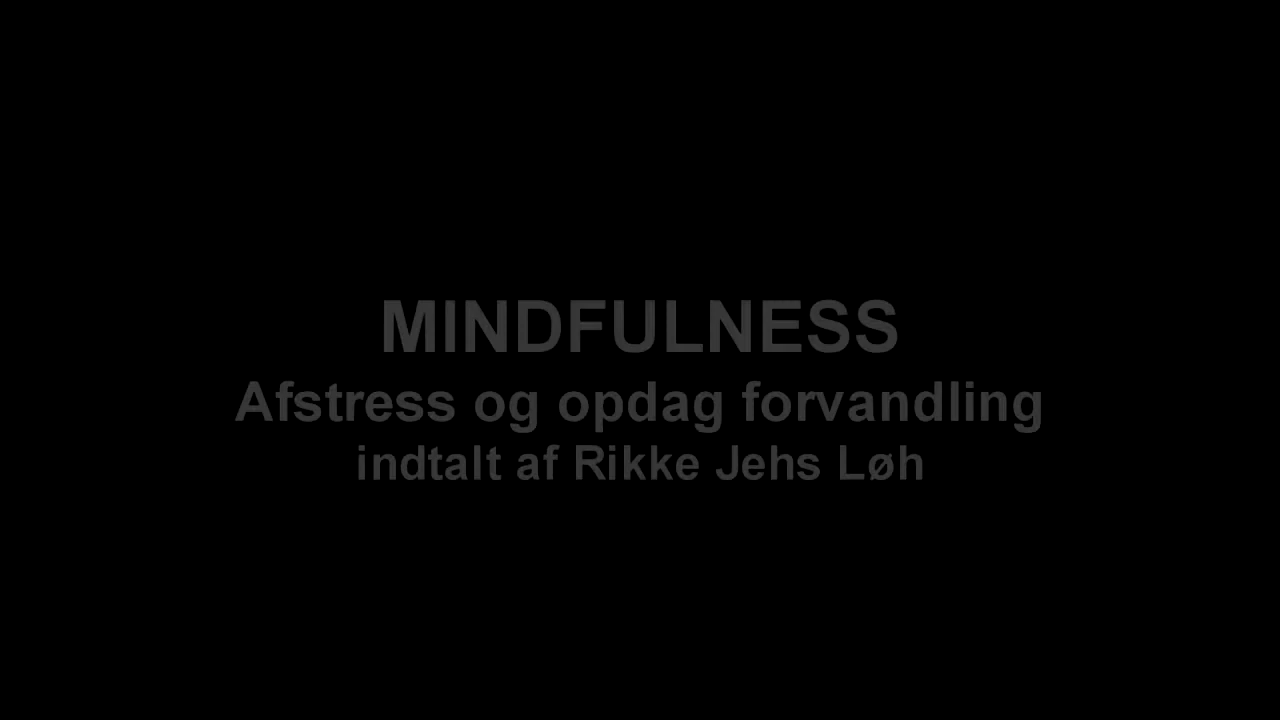 MINDFULNESS
Afstress og opdag forvandling
indtalt af Rikke Jehs Løh